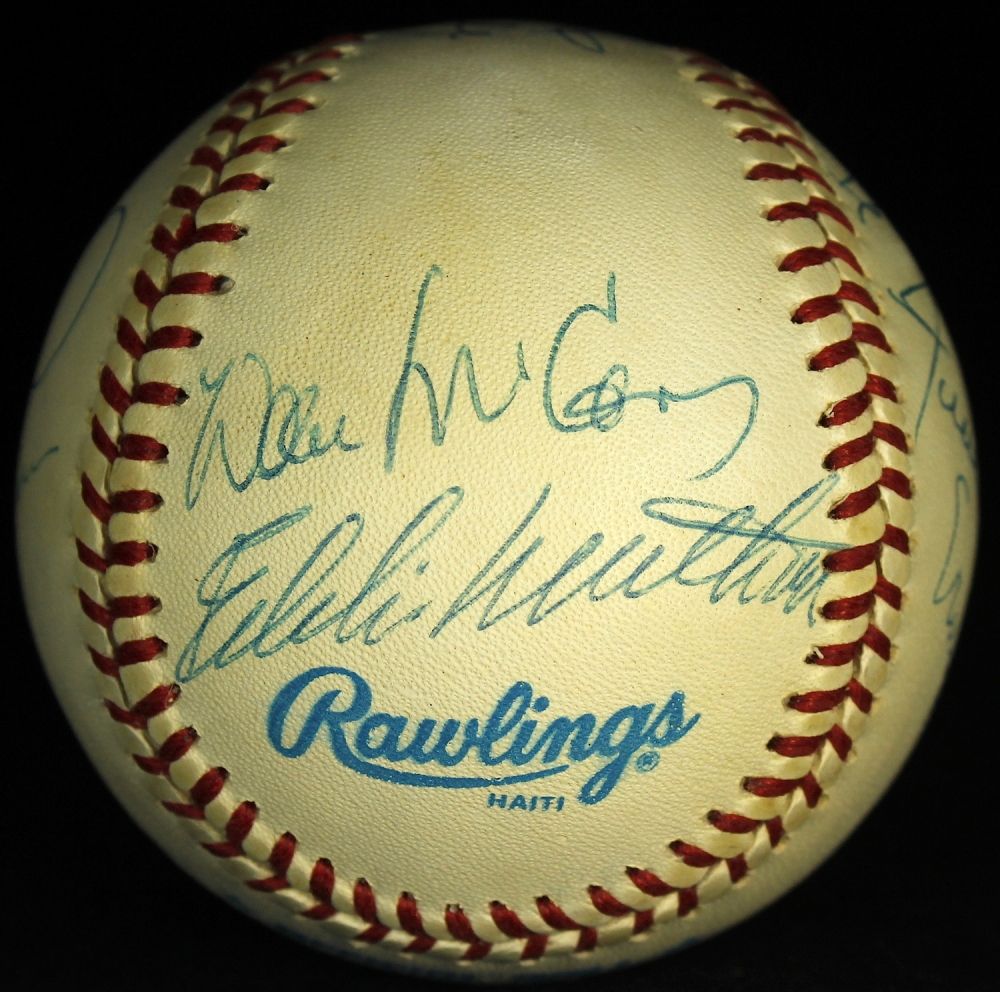 Willie McCovey
Eddie Mathews
Rawlings®
HAITI